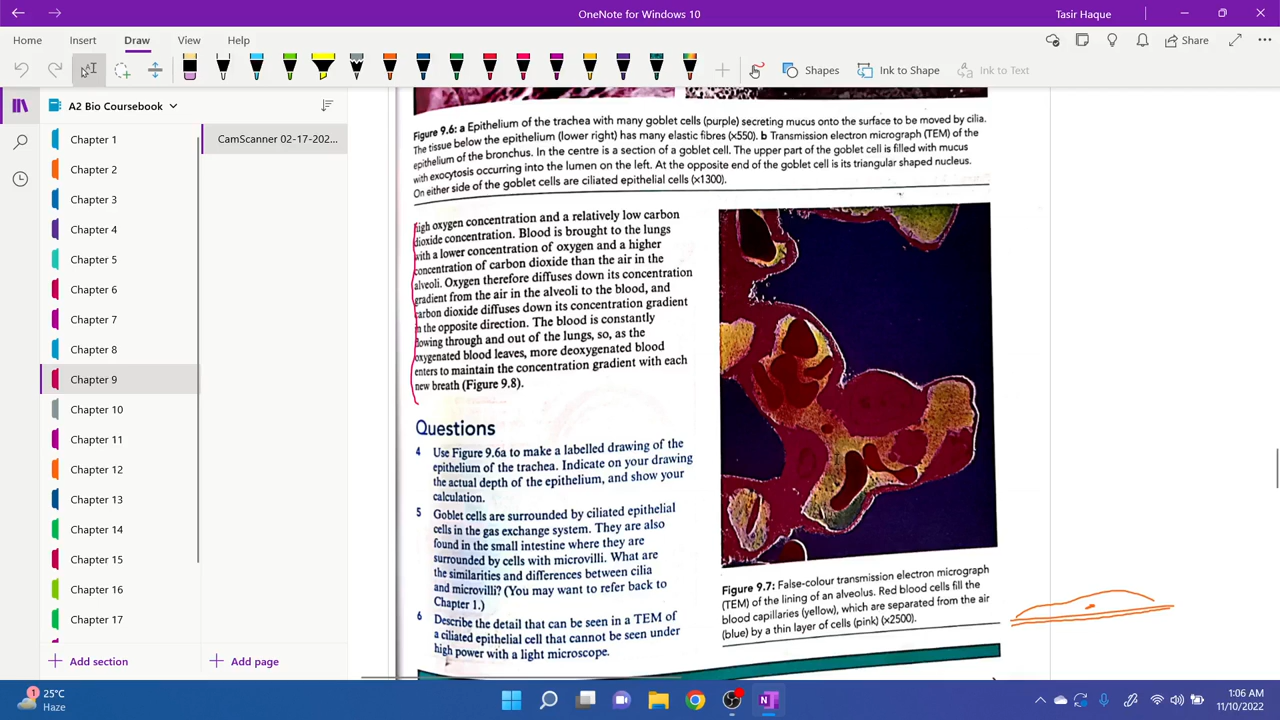 OneNote for Windows 10
Tasir Haque
Home
Insert
Draw
View
Help
Share
Shapes
Ink to Shape
Ink to Text
A2 Bio Coursebook
CamScanner 02-17-202...
Chapter 1
Chapter 2
Chapter 3
Chapter 4
Chapter 5
Chapter 6
Chapter 7
Chapter 8
Chapter 9
Chapter 10
Chapter 11
Chapter 12
Chapter 13
Chapter 14
Chapter 15
Chapter 16
Chapter 17
Add section
Add page
Figure 9.6: a Epithelium of the trachea with many goblet cells (purple) secreting mucus onto the surface to be moved by cilia.
The tissue below the epithelium (lower right) has many elastic fibres (×550). b Transmission electron micrograph (TEM) of the
epithelium of the bronchus. In the centre is a section of a goblet cell. The upper part of the goblet cell is filled with mucus
with exocytosis occurring into the lumen on the left. At the opposite end of the goblet cell is its triangular shaped nucleus.
On either side of the goblet cells are ciliated epithelial cells (×1300).
high oxygen concentration and a relatively low carbon
dioxide concentration. Blood is brought to the lungs
with a lower concentration of oxygen and a higher
concentration of carbon dioxide than the air in the
alveoli. Oxygen therefore diffuses down its concentration
gradient from the air in the alveoli to the blood, and
carbon dioxide diffuses down its concentration gradient
in the opposite direction. The blood is constantly
flowing through and out of the lungs, so, as the
oxygenated blood leaves, more deoxygenated blood
enters to maintain the concentration gradient with each
new breath (Figure 9.8).
Questions
4 Use Figure 9.6a to make a labelled drawing of the
epithelium of the trachea. Indicate on your drawing
the actual depth of the epithelium, and show your
calculation.
5 Goblet cells are surrounded by ciliated epithelial
cells in the gas exchange system. They are also
found in the small intestine where they are
surrounded by cells with microvilli. What are
the similarities and differences between cilia
and microvilli? (You may want to refer back to
Chapter 1.)
6 Describe the detail that can be seen in a TEM of
a ciliated epithelial cell that cannot be seen under
high power with a light microscope.
Figure 9.7: False-colour transmission electron micrograph
(TEM) of the lining of an alveolus. Red blood cells fill the
blood capillaries (yellow), which are separated from the air
(blue) by a thin layer of cells (pink) (×2500).
1
25°C
Haze
1:06 AM
11/10/2022